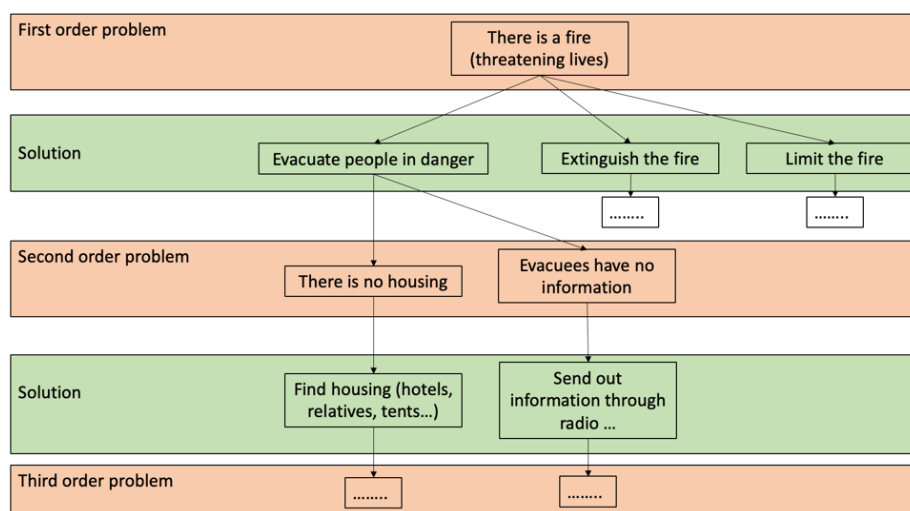 First order problem
There is a fire
(threatening lives)
Solution
Evacuate people in danger
Extinguish the fire
Limit the fire
……..
……..
Second order problem
There is no housing
Evacuees have no
information
Solution
Find housing (hotels,
relatives, tents…)
Send out
information through
radio …
Third order problem
……..
……..